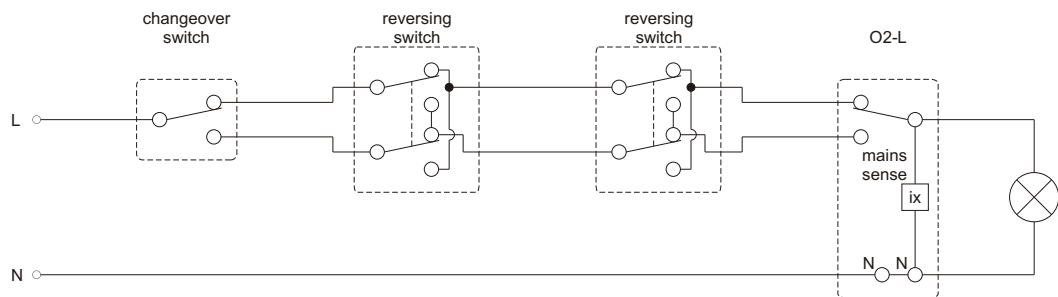 changeover
switch
reversing
switch
reversing
switch
O2-L
L
mains
sense
ix
N
N N